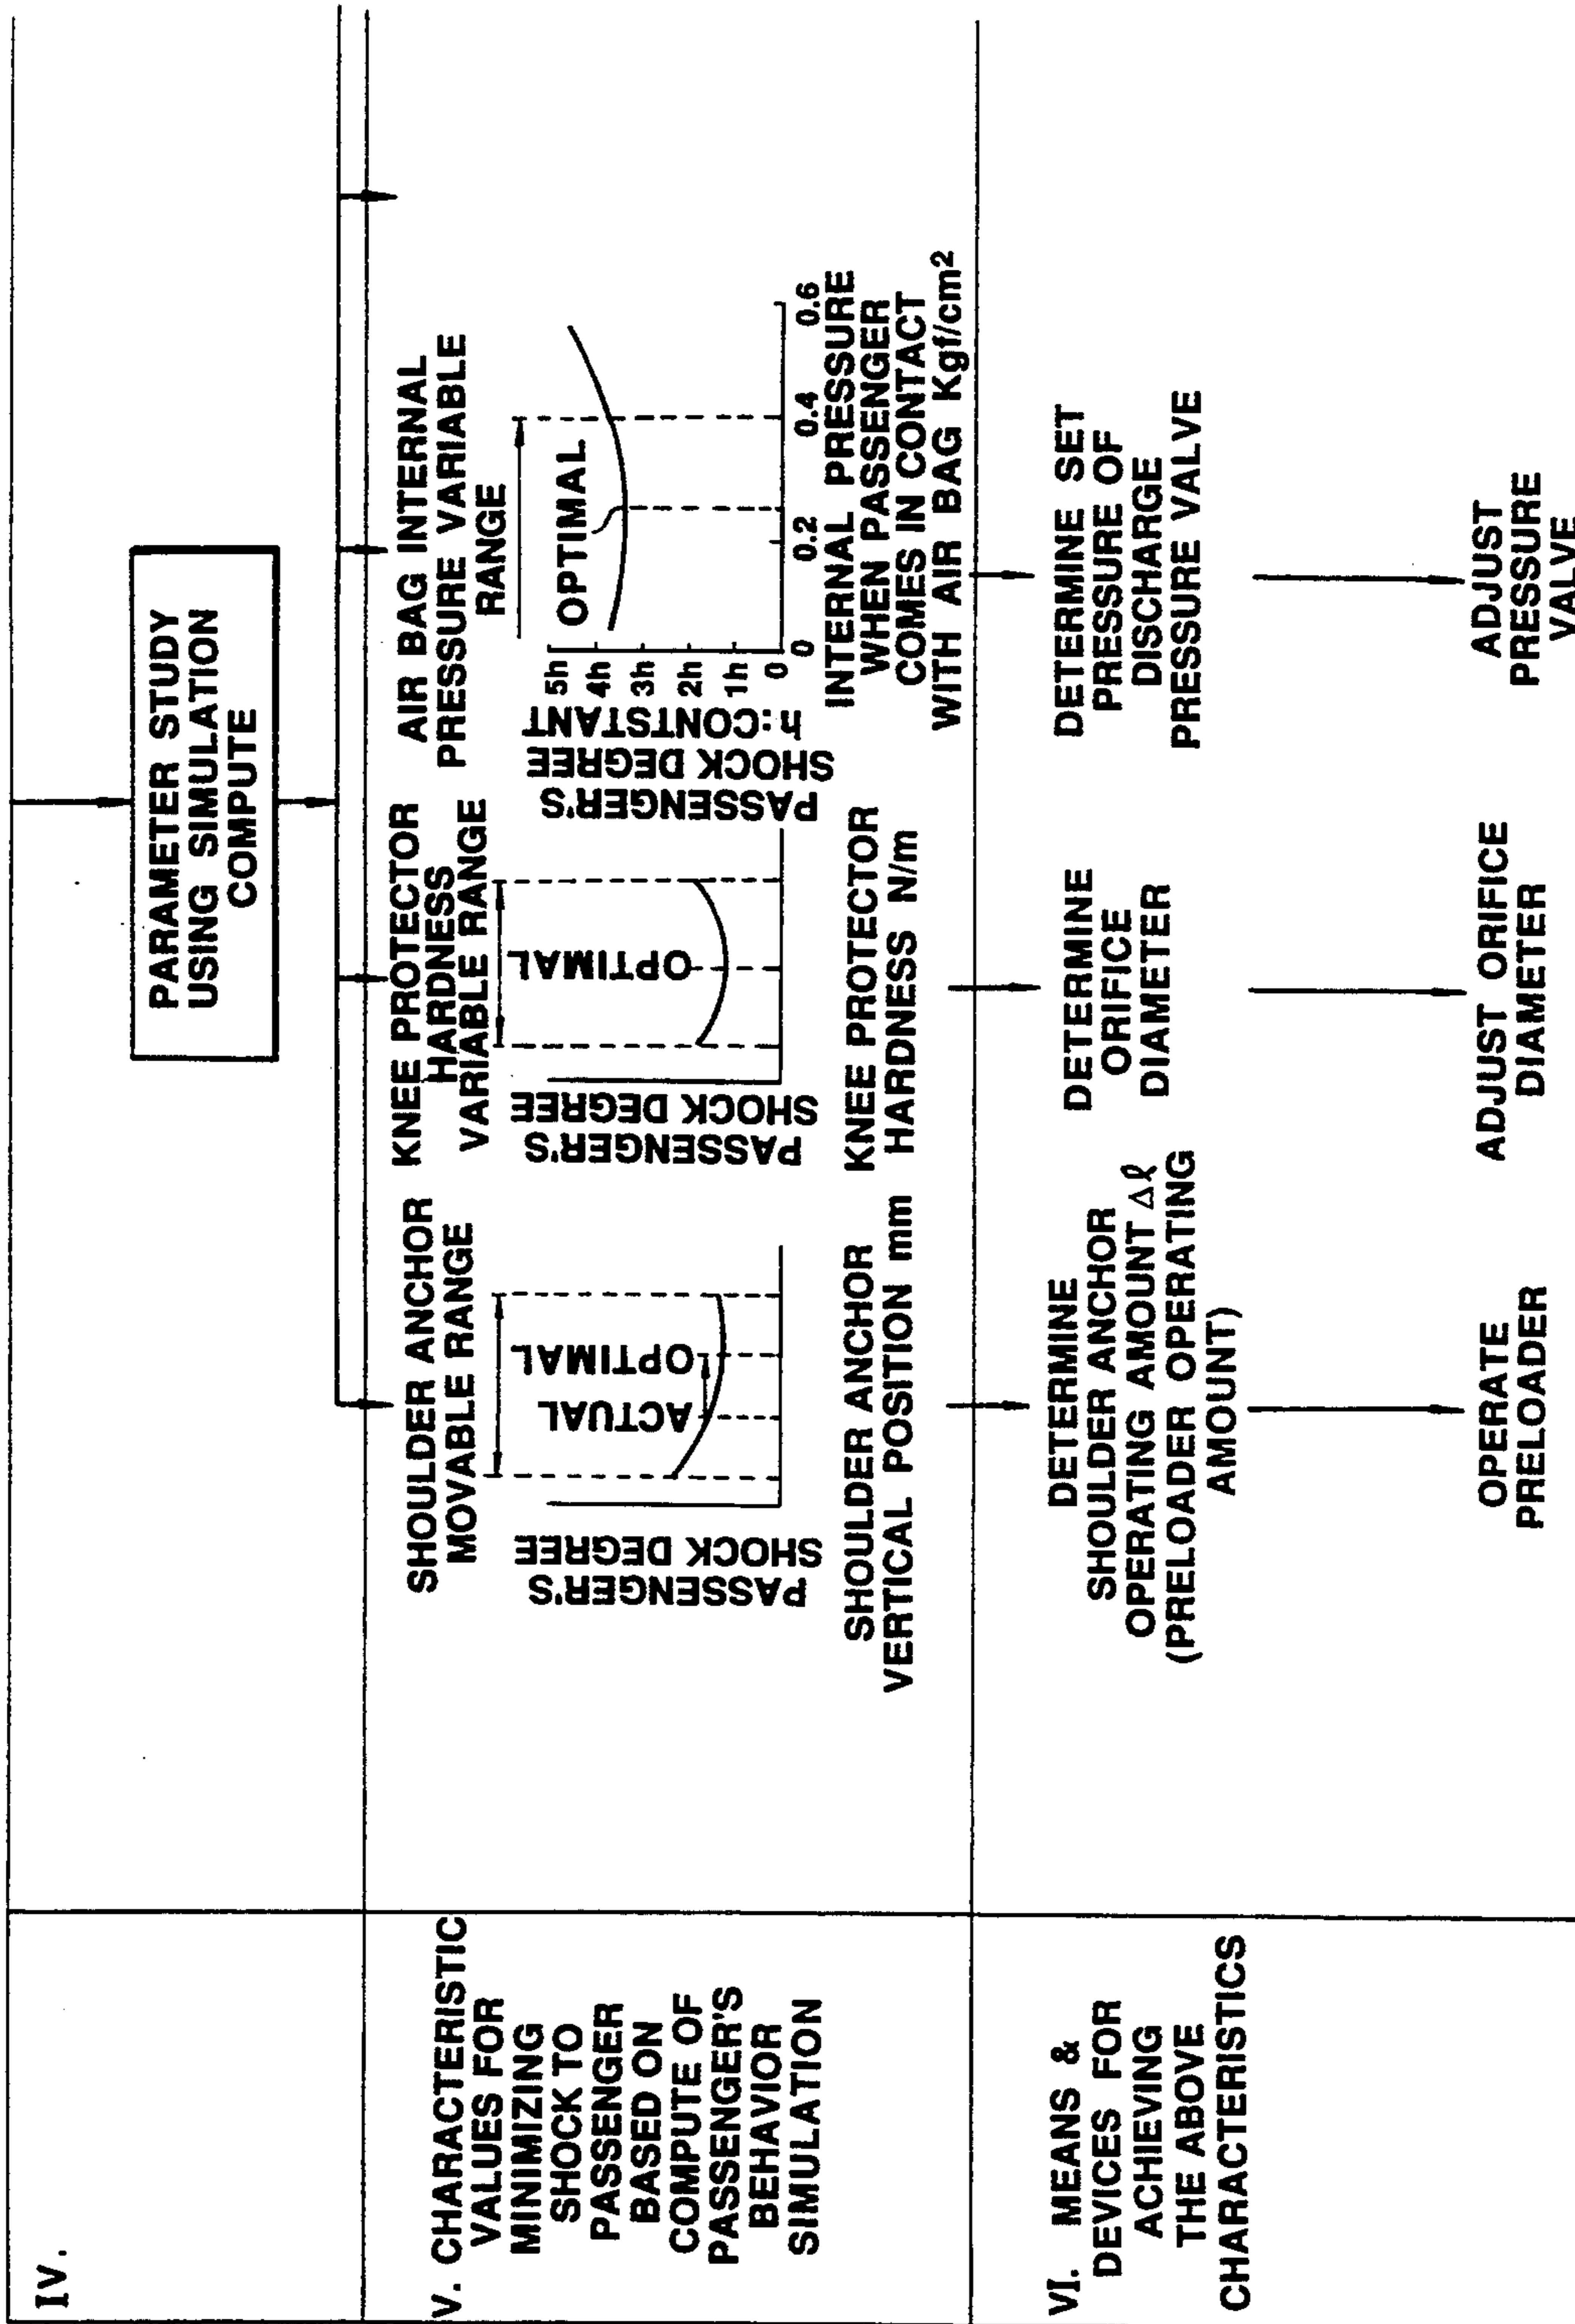 IV.
PARAMETER STUDY
USING SIMULATION
COMPUTE
V. CHARACTERISTIC
VALUES FOR
MINIMIZING
SHOCK TO
PASSENGER
BASED ON
COMPUTE OF
PASSENGER'S
BEHAVIOR
SIMULATION
SHOULDER ANCHOR
MOVABLE RANGE
ACTUAL
OPTIMAL
PASSENGER'S
SHOCK DEGREE
SHOULDER ANCHOR
VERTICAL POSITION mm
KNEE PROTECTOR
HARDNESS
VARIABLE RANGE
OPTIMAL
PASSENGER'S
SHOCK DEGREE
KNEE PROTECTOR
HARDNESS N/m
AIR BAG INTERNAL
PRESSURE VARIABLE
RANGE
OPTIMAL
PASSENGER'S
SHOCK DEGREE
h:CONTSTANT
5h
4h
3h
2h
1h
0
0 0.2 0.4 0.6
INTERNAL PRESSURE
WHEN PASSENGER
COMES IN CONTACT
WITH AIR BAG Kgf/cm²
VI. MEANS &
DEVICES FOR
ACHIEVING
THE ABOVE
CHARACTERISTICS
DETERMINE
SHOULDER ANCHOR
OPERATING AMOUNT Δℓ
(PRELOADER OPERATING
AMOUNT)
OPERATE
PRELOADER
DETERMINE
ORIFICE
DIAMETER
ADJUST ORIFICE
DIAMETER
DETERMINE SET
PRESSURE OF
DISCHARGE
PRESSURE VALVE
ADJUST
PRESSURE
VALVE